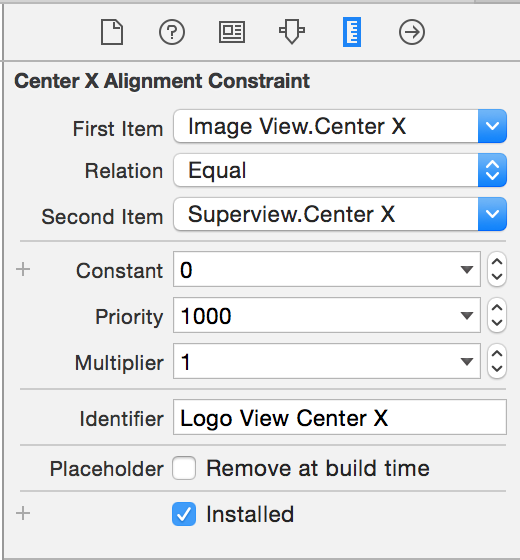 Center X Alignment Constraint
First Item Image View.Center X
Relation Equal
Second Item Superview.Center X
Constant 0
Priority 1000
Multiplier 1
Identifier Logo View Center X
Placeholder Remove at build time
Installed